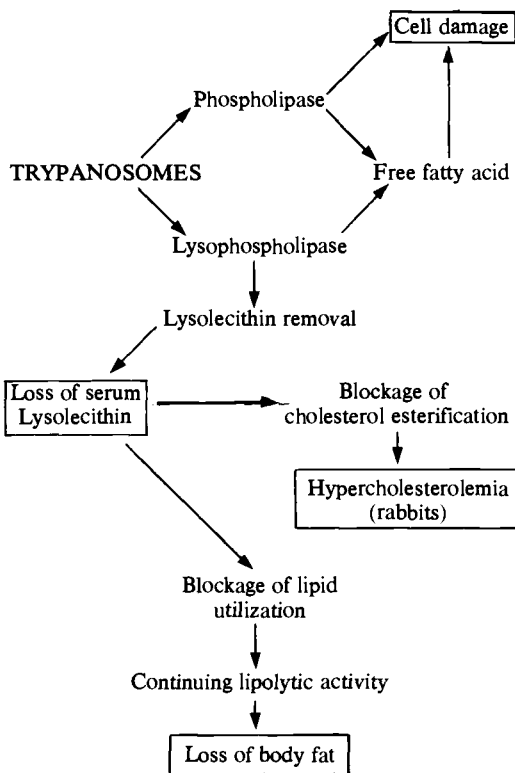 Cell damage
Phospholipase
TRYPANOSOMES
Free fatty acid
Lysophospholipase
Lysolecithin removal
Loss of serum
Lysolecithin
Blockage of
cholesterol esterification
Hypercholesterolemia
(rabbits)
Blockage of lipid
utilization
Continuing lipolytic activity
Loss of body fat